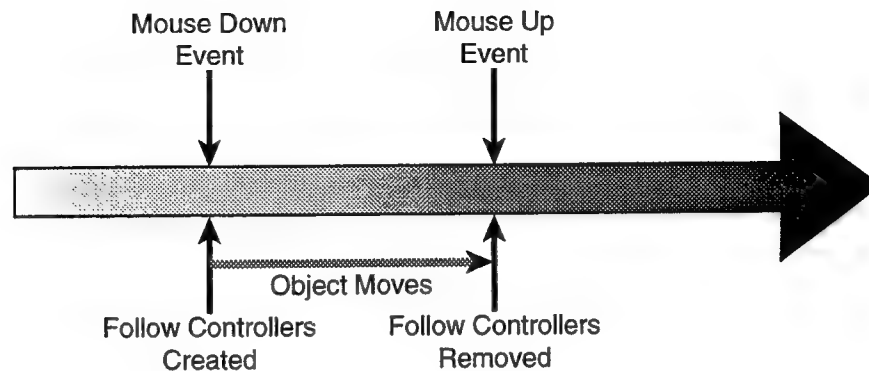 Mouse Down
Event
Mouse Up
Event
Object Moves
Follow Controllers
Created
Follow Controllers
Removed